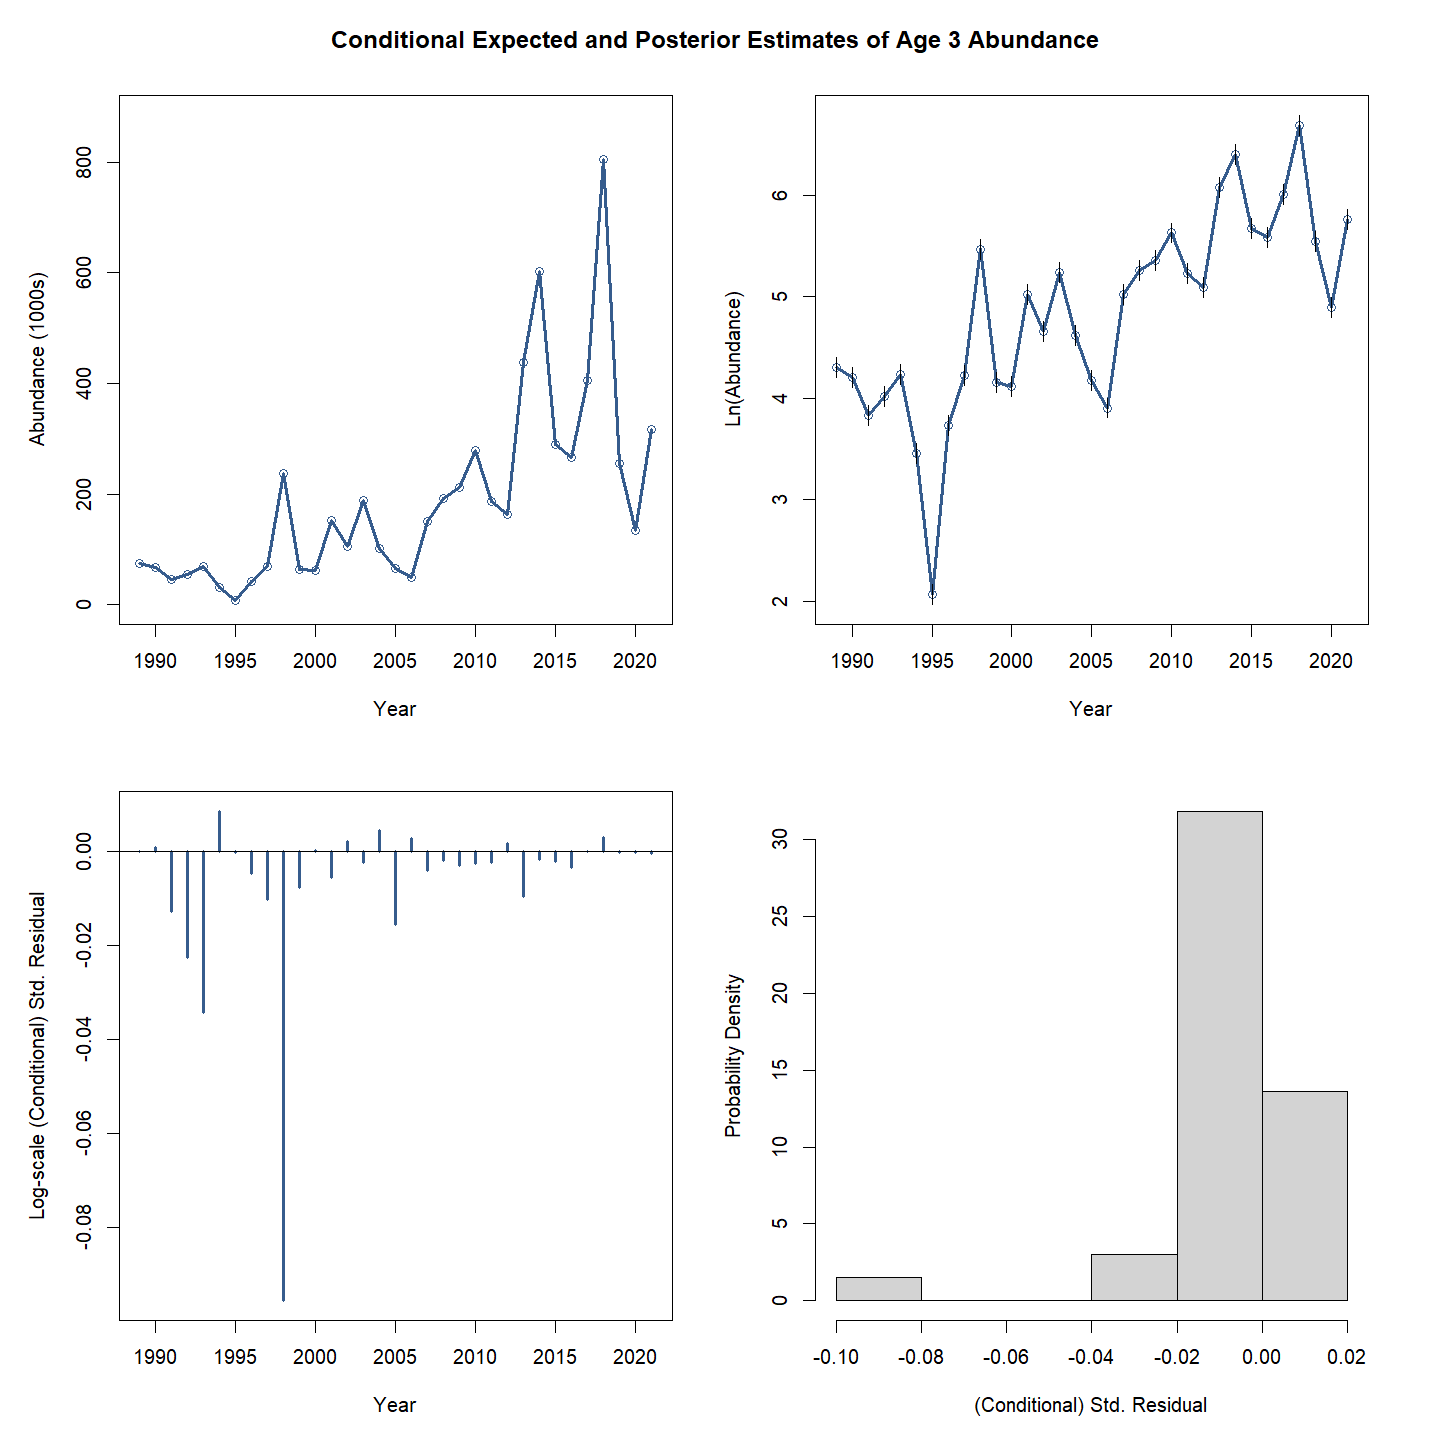 Conditional Expected and Posterior Estimates of Age 3 Abundance
Abundance (1000s)
800
600
400
200
0
1990 1995 2000 2005 2010 2015 2020
Year
Ln(Abundance)
6
5
4
3
2
1990 1995 2000 2005 2010 2015 2020
Year
Log-scale (Conditional) Std. Residual
0.00
-0.02
-0.04
-0.06
-0.08
1990 1995 2000 2005 2010 2015 2020
Year
Probability Density
30
25
20
15
10
5
0
-0.10 -0.08 -0.06 -0.04 -0.02 0.00 0.02
(Conditional) Std. Residual